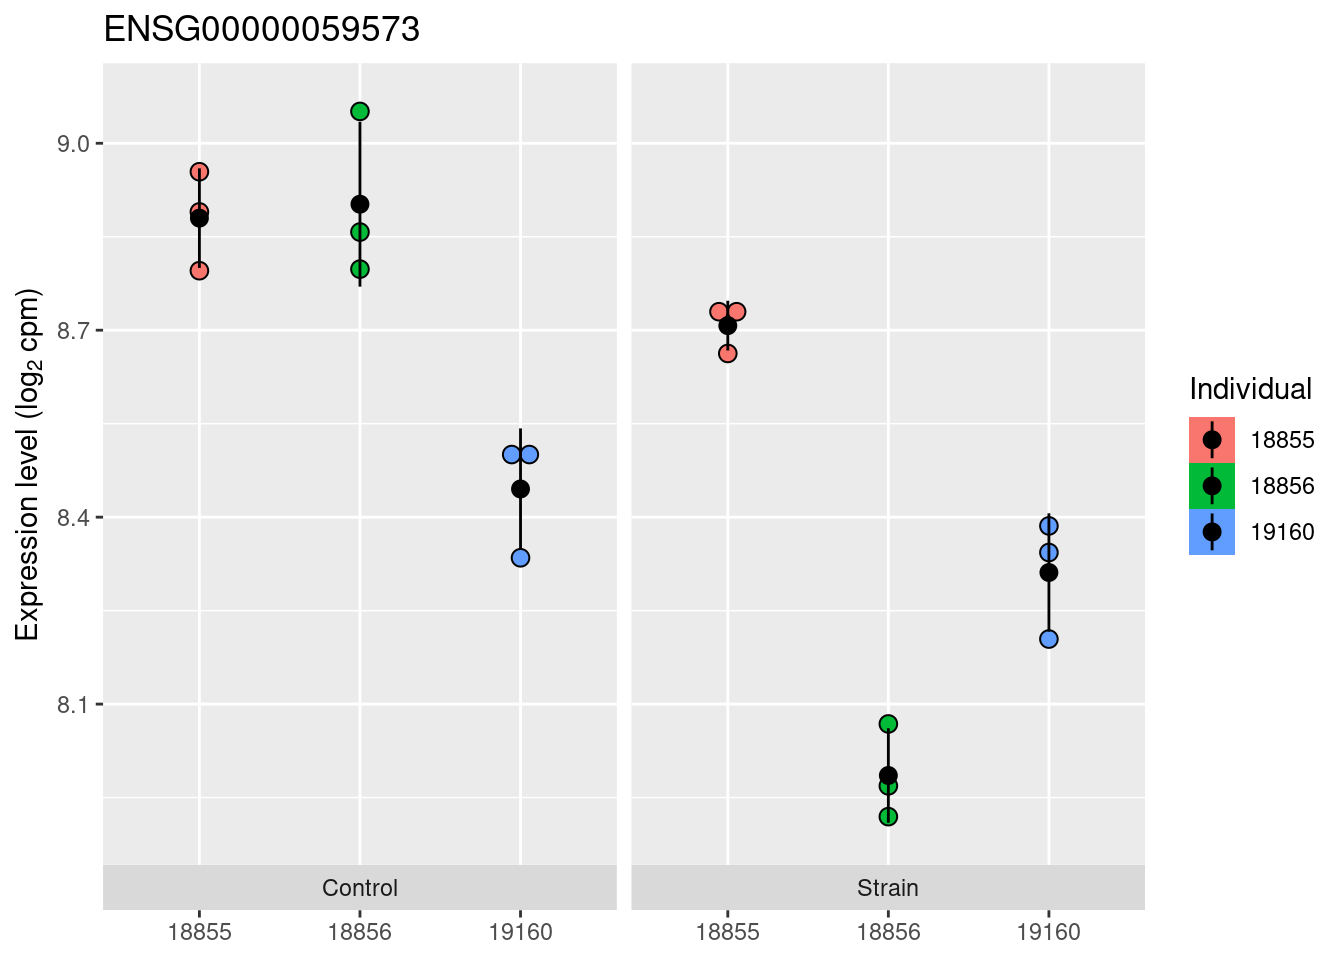 ENSG00000059573
Expression level (log₂ cpm)
9.0
8.7
8.4
8.1
Control
Strain
18855
18856
19160
18855
18856
19160
Individual
18855
18856
19160